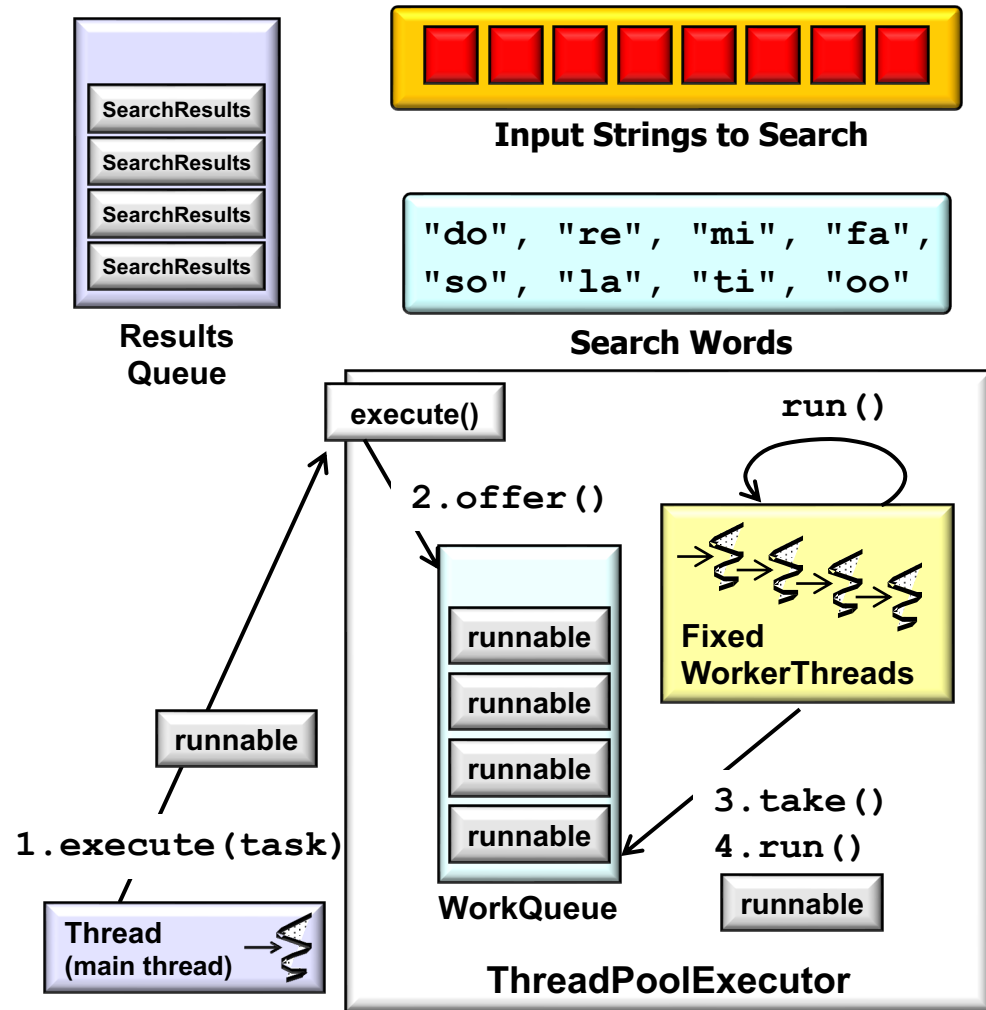 SearchResults
SearchResults
SearchResults
SearchResults
Results
Queue
Input Strings to Search
"do", "re", "mi", "fa",
"so", "la", "ti", "oo"
Search Words
execute()
run()
2.offer()
runnable
runnable
runnable
runnable
WorkQueue
Fixed
WorkerThreads
runnable
1.execute(task)
Thread
(main thread)
3.take()
4.run()
runnable
ThreadPoolExecutor